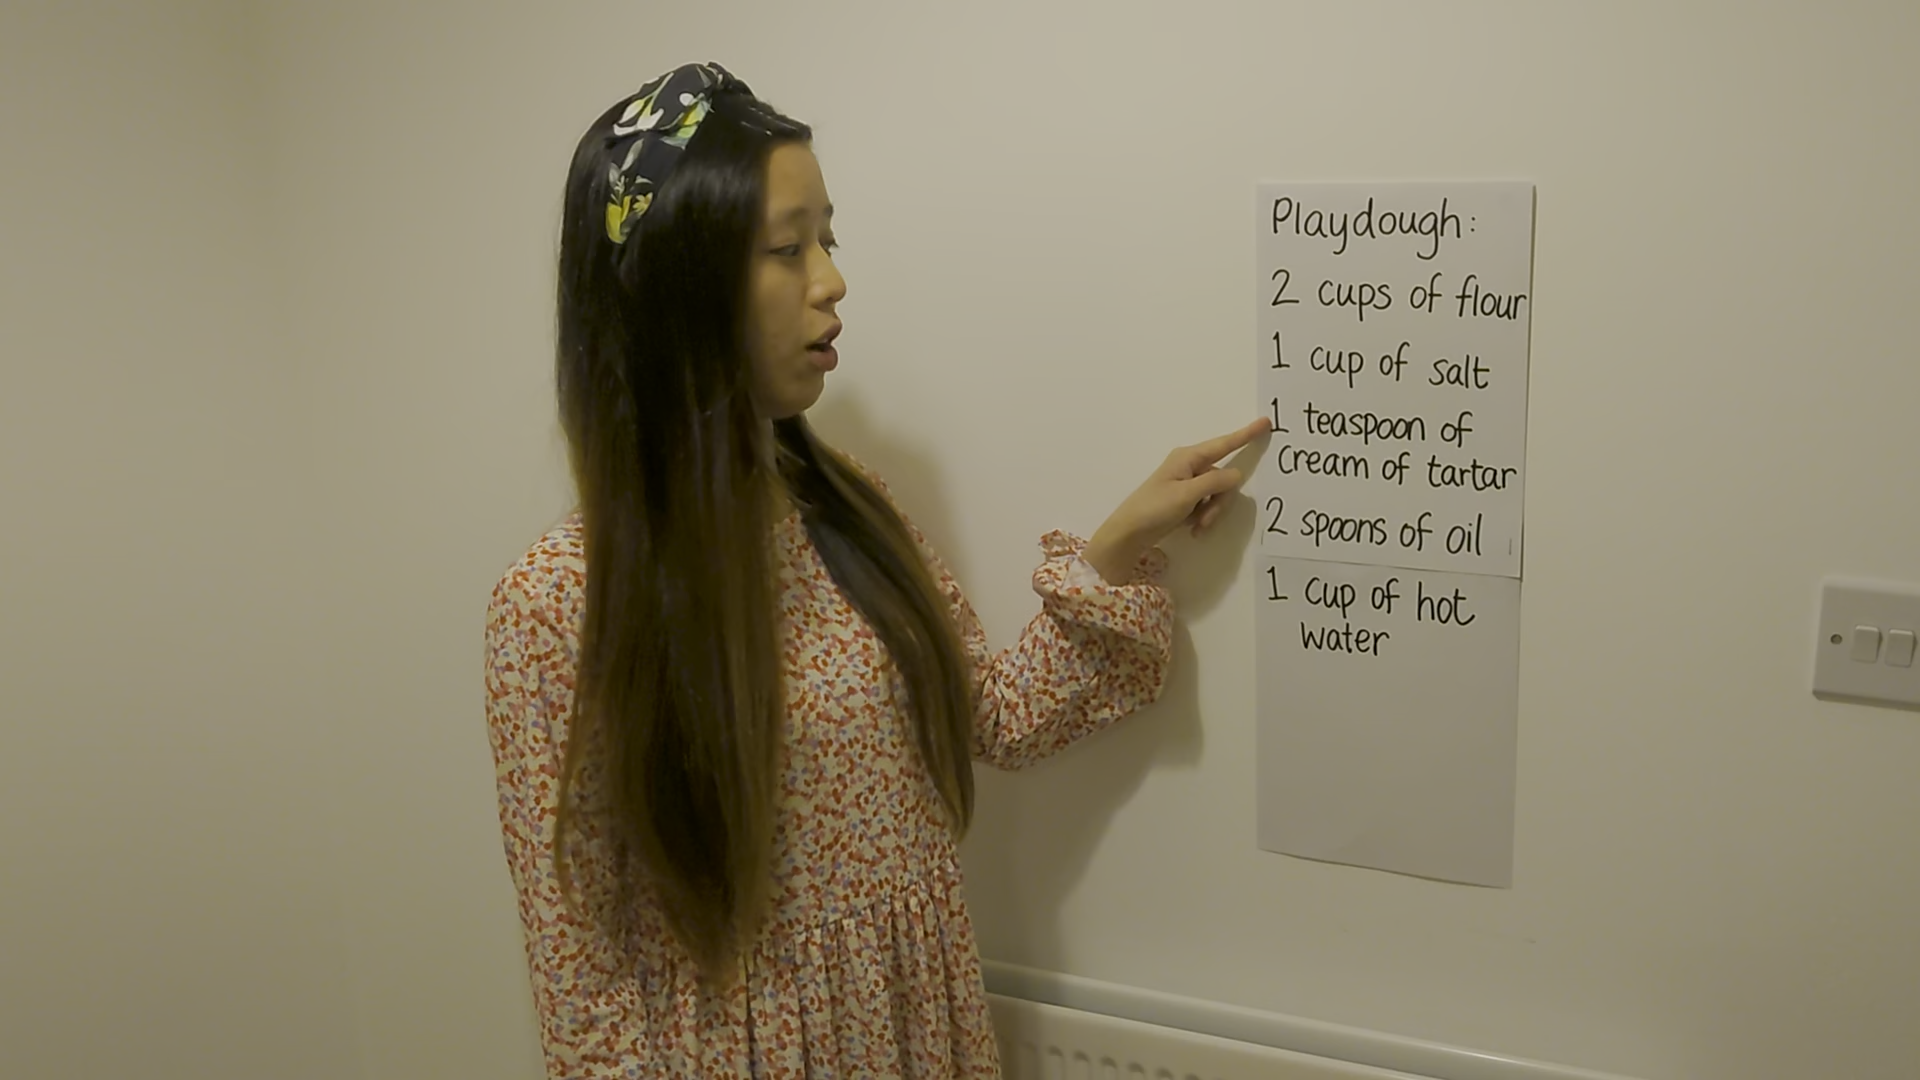 Playdough:
2 cups of flour
1 cup of salt
1 teaspoon of
cream of tartar
2 spoons of oil
1 cup of hot
water